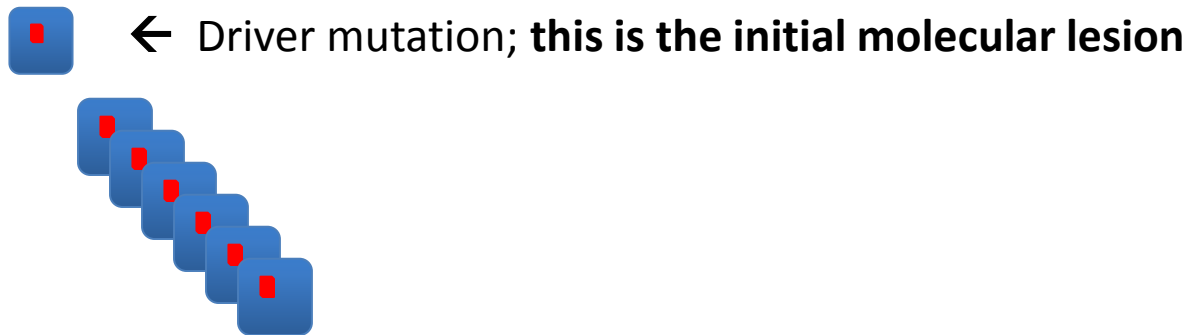 ← Driver mutation; this is the initial molecular lesion